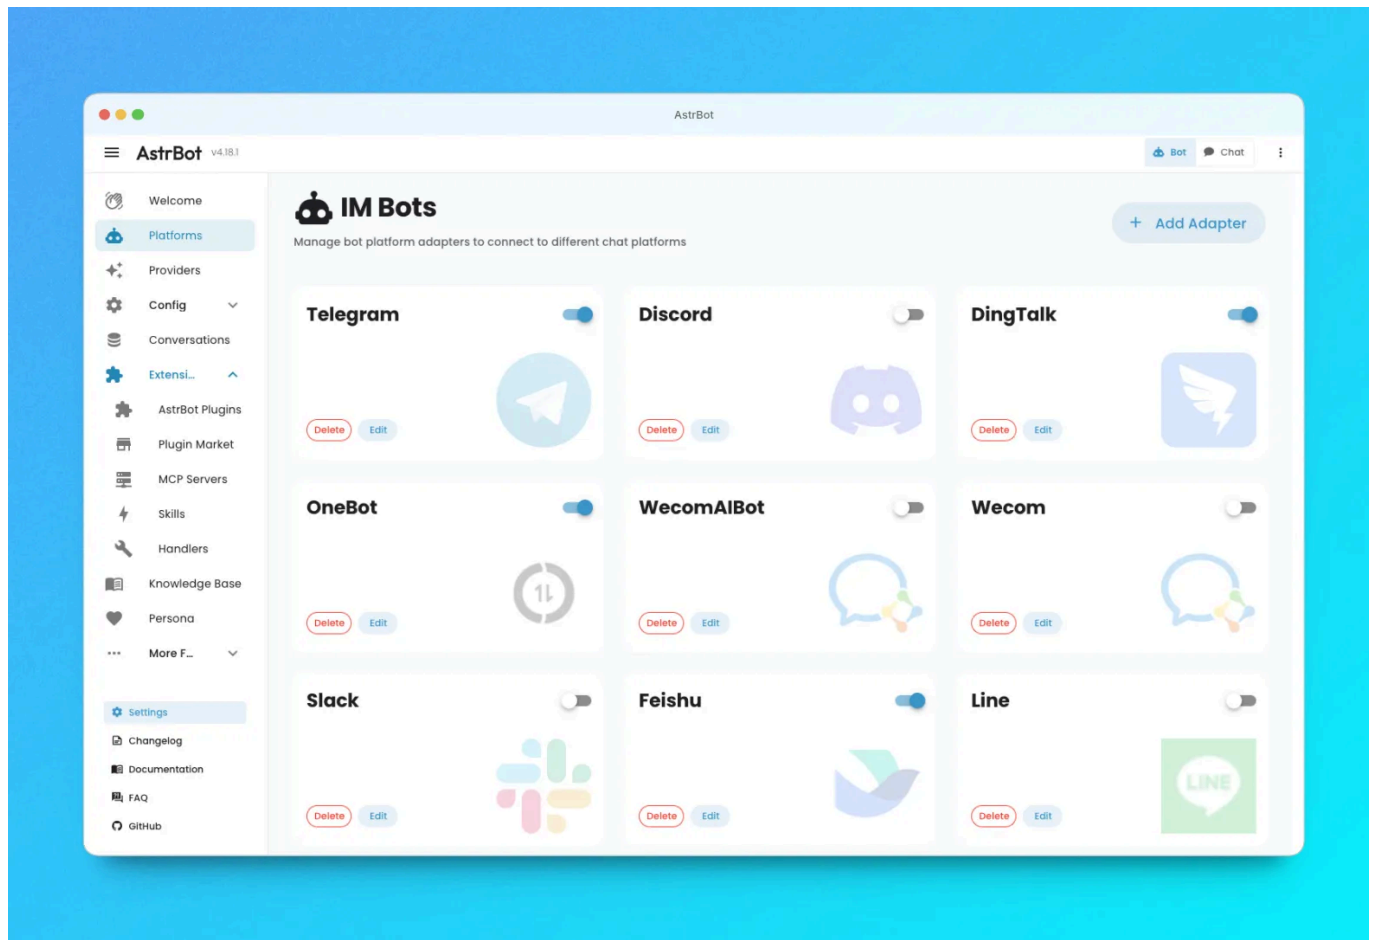 AstrBot
AstrBot v4.18.1
Bot Chat
Welcome
Platforms
Providers
Config
Conversations
Extensi...
AstrBot Plugins
Plugin Market
MCP Servers
Skills
Handlers
Knowledge Base
Persona
More F...
Settings
Changelog
Documentation
FAQ
GitHub
IM Bots
Manage bot platform adapters to connect to different chat platforms
+ Add Adapter
Telegram
Delete Edit
Discord
Delete Edit
DingTalk
Delete Edit
OneBot
Delete Edit
WecomAIBot
Delete Edit
Wecom
Delete Edit
Slack
Delete Edit
Feishu
Delete Edit
Line
LINE
Delete Edit